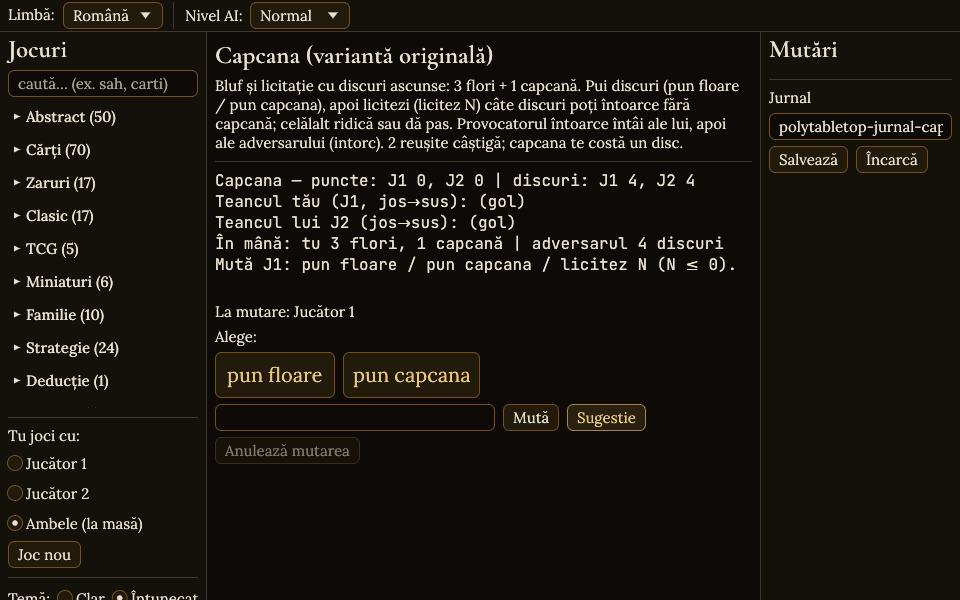 Limbă: Română ▼ Nivel AI: Normal ▼
Jocuri
caută... (ex. sah, carti)
▸ Abstract (50)
▸ Cărți (70)
▸ Zaruri (17)
▸ Clasic (17)
▸ TCG (5)
▸ Miniaturi (6)
▸ Familie (10)
▸ Strategie (24)
▸ Deducție (1)
Tu joci cu:
Jucător 1
Jucător 2
Ambele (la masă)
Joc nou
Temă: Clar Întunecat
Capcana (variantă originală)
Bluf și licitație cu discuri ascunse: 3 flori + 1 capcană. Pui discuri (pun floare
/ pun capcana), apoi licitezi (licitez N) câte discuri poți întoarce fără
capcană; celălalt ridică sau dă pas. Provocatorul întoarce întâi ale lui, apoi
ale adversarului (intorc). 2 reușite câștigă; capcana te costă un disc.
Capcana — puncte: J1 0, J2 0 | discuri: J1 4, J2 4
Teancul tău (J1, jos→sus): (gol)
Teancul lui J2 (jos→sus): (gol)
În mână: tu 3 flori, 1 capcană | adversarul 4 discuri
Mută J1: pun floare / pun capcana / licitez N (N ≤ 0).
La mutare: Jucător 1
Alege:
pun floare pun capcana
Mută Sugestie
Anulează mutarea
Mutări
Jurnal
polytabletop-jurnal-cap
Salvează Încarcă